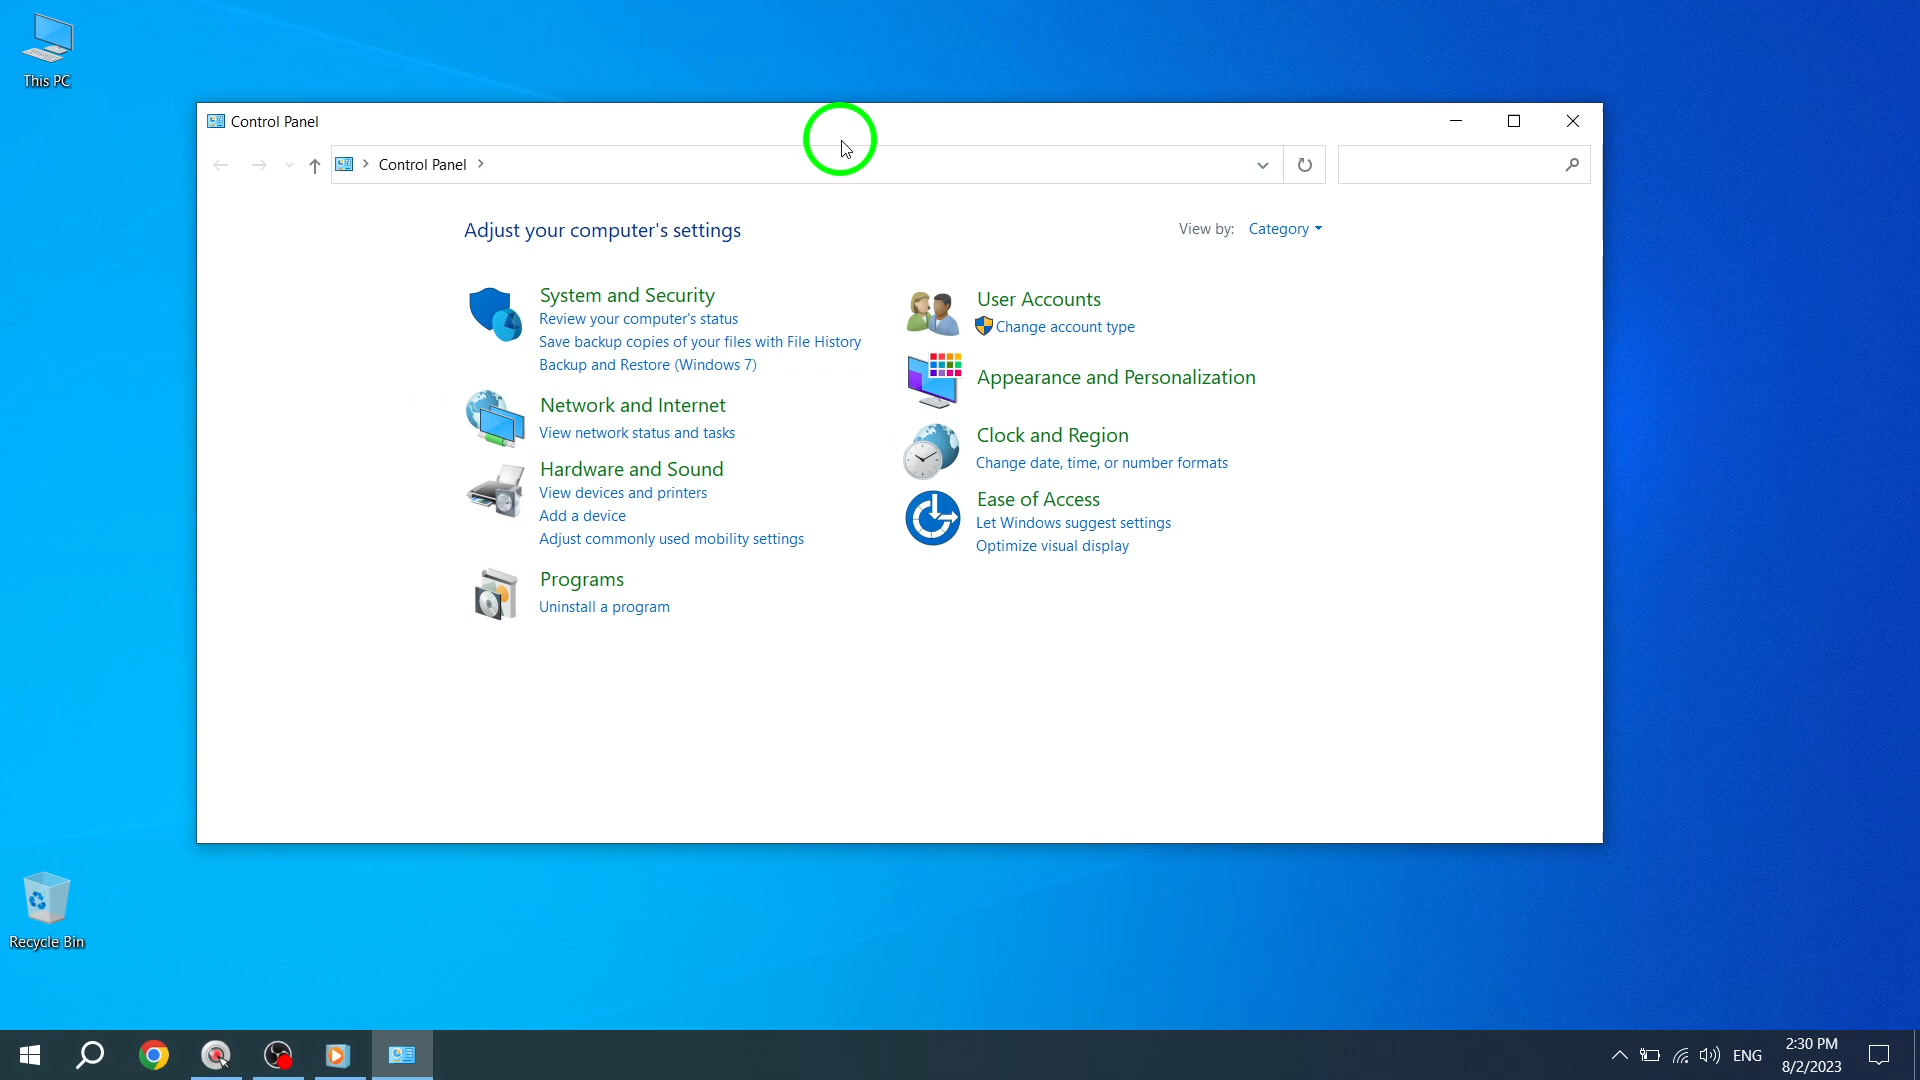 This PC
Control Panel
Control Panel
Adjust your computer's settings
View by: Category
System and Security
Review your computer's status
Save backup copies of your files with File History
Backup and Restore (Windows 7)
Network and Internet
View network status and tasks
Hardware and Sound
View devices and printers
Add a device
Adjust commonly used mobility settings
Programs
Uninstall a program
User Accounts
Change account type
Appearance and Personalization
Clock and Region
Change date, time, or number formats
Ease of Access
Let Windows suggest settings
Optimize visual display
Recycle Bin
ENG
2:30 PM
8/2/2023